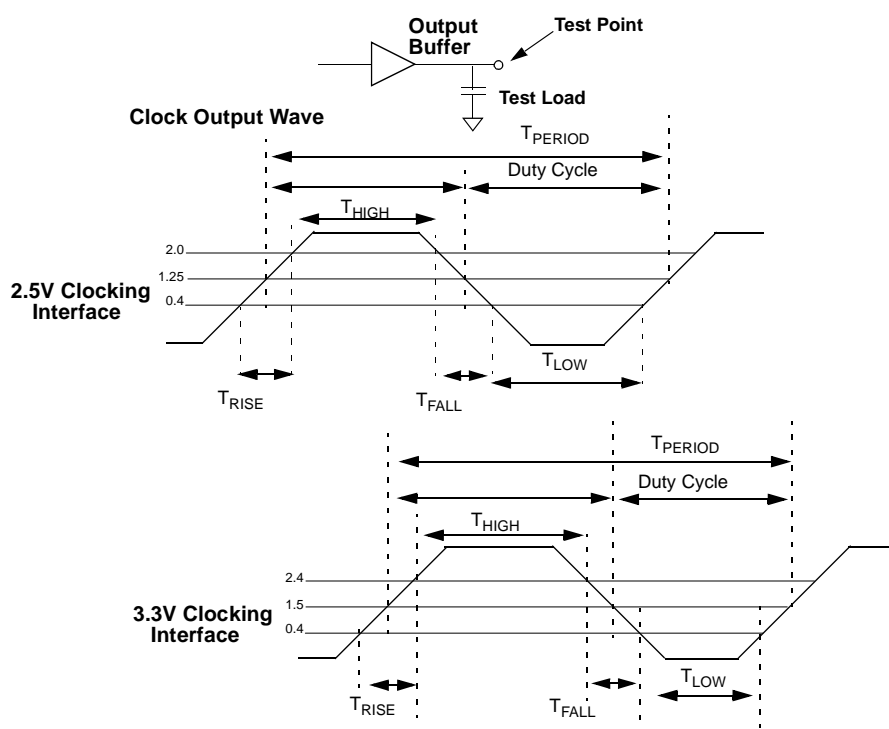 Output
Buffer
Test Point
Test Load
Clock Output Wave
TPERIOD
Duty Cycle
THIGH
2.0
1.25
0.4
2.5V Clocking
Interface
TLOW
TRISE
TFALL
TPERIOD
Duty Cycle
THIGH
2.4
1.5
0.4
3.3V Clocking
Interface
TLOW
TRISE
TFALL